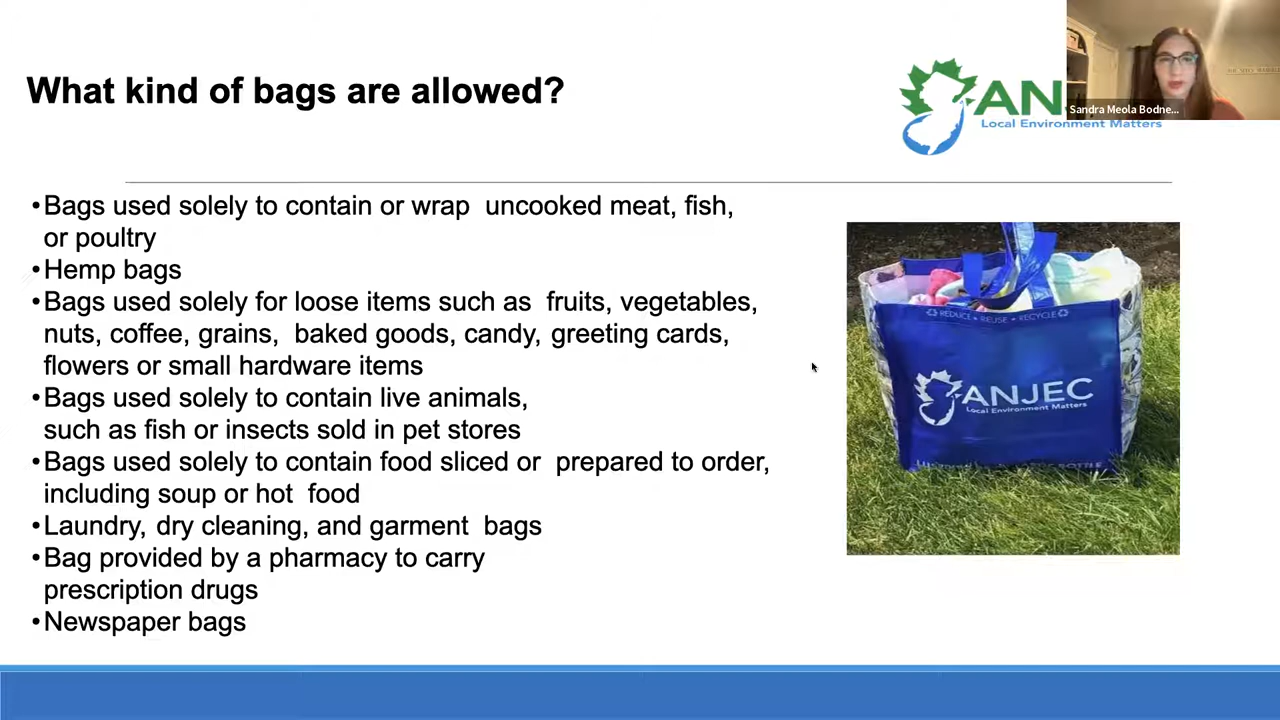 What kind of bags are allowed?
Sandra Meola Bodne...
Local Environment Matters
•Bags used solely to contain or wrap uncooked meat, fish,
or poultry
•Hemp bags
•Bags used solely for loose items such as fruits, vegetables,
nuts, coffee, grains, baked goods, candy, greeting cards,
flowers or small hardware items
•Bags used solely to contain live animals,
such as fish or insects sold in pet stores
•Bags used solely to contain food sliced or prepared to order,
including soup or hot food
•Laundry, dry cleaning, and garment bags
•Bag provided by a pharmacy to carry
prescription drugs
•Newspaper bags
REDUCE • REUSE • RECYCLE
ANJEC
Local Environment Matters